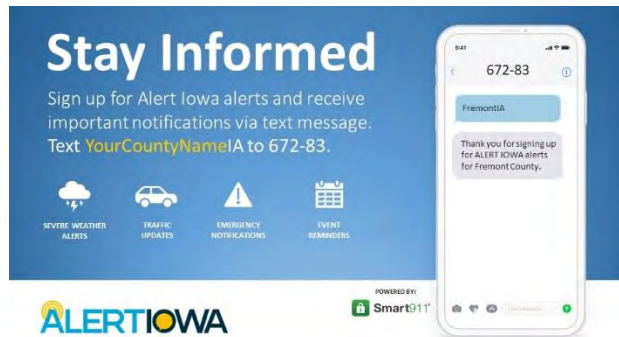 Stay Informed
Sign up for Alert Iowa alerts and receive
important notifications via text message.
Text YourCountyNameIA to 672-83.
SEVERE WEATHER
ALERTS
TRAFFIC
UPDATES
EMERGENCY
NOTIFICATIONS
EVENT
REMINDERS
9:41
672-83
FremontIA
Thank you for signing up
for ALERT IOWA alerts
for Fremont County.
ALERTIOWA
POWERED BY:
Smart911